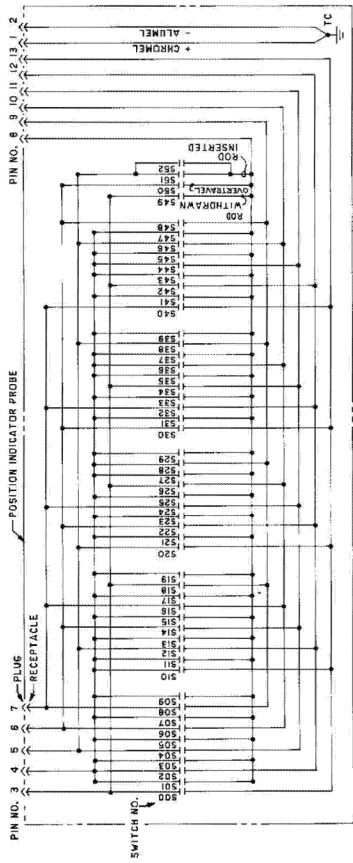 PIN NO. 3 4 5 6 7
PLUG
RECEPTACLE
POSITION INDICATOR PROBE
PIN NO. 8 9 10 11 12 13 1 2
+ CHROMEL
- ALUMEL
TC
SWITCH NO.
S00 S01 S02 S03 S04 S05 S06 S07 S08 S09
S10 S11 S12 S13 S14 S15 S16 S17 S18 S19
S20 S21 S22 S23 S24 S25 S26 S27 S28 S29
S30 S31 S32 S33 S34 S35 S36 S37 S38 S39
S40 S41 S42 S43 S44 S45 S46 S47 S48
S49 S50 S51 S52
ROD
WITHDRAWN
OVERTRAVEL
ROD
INSERTED